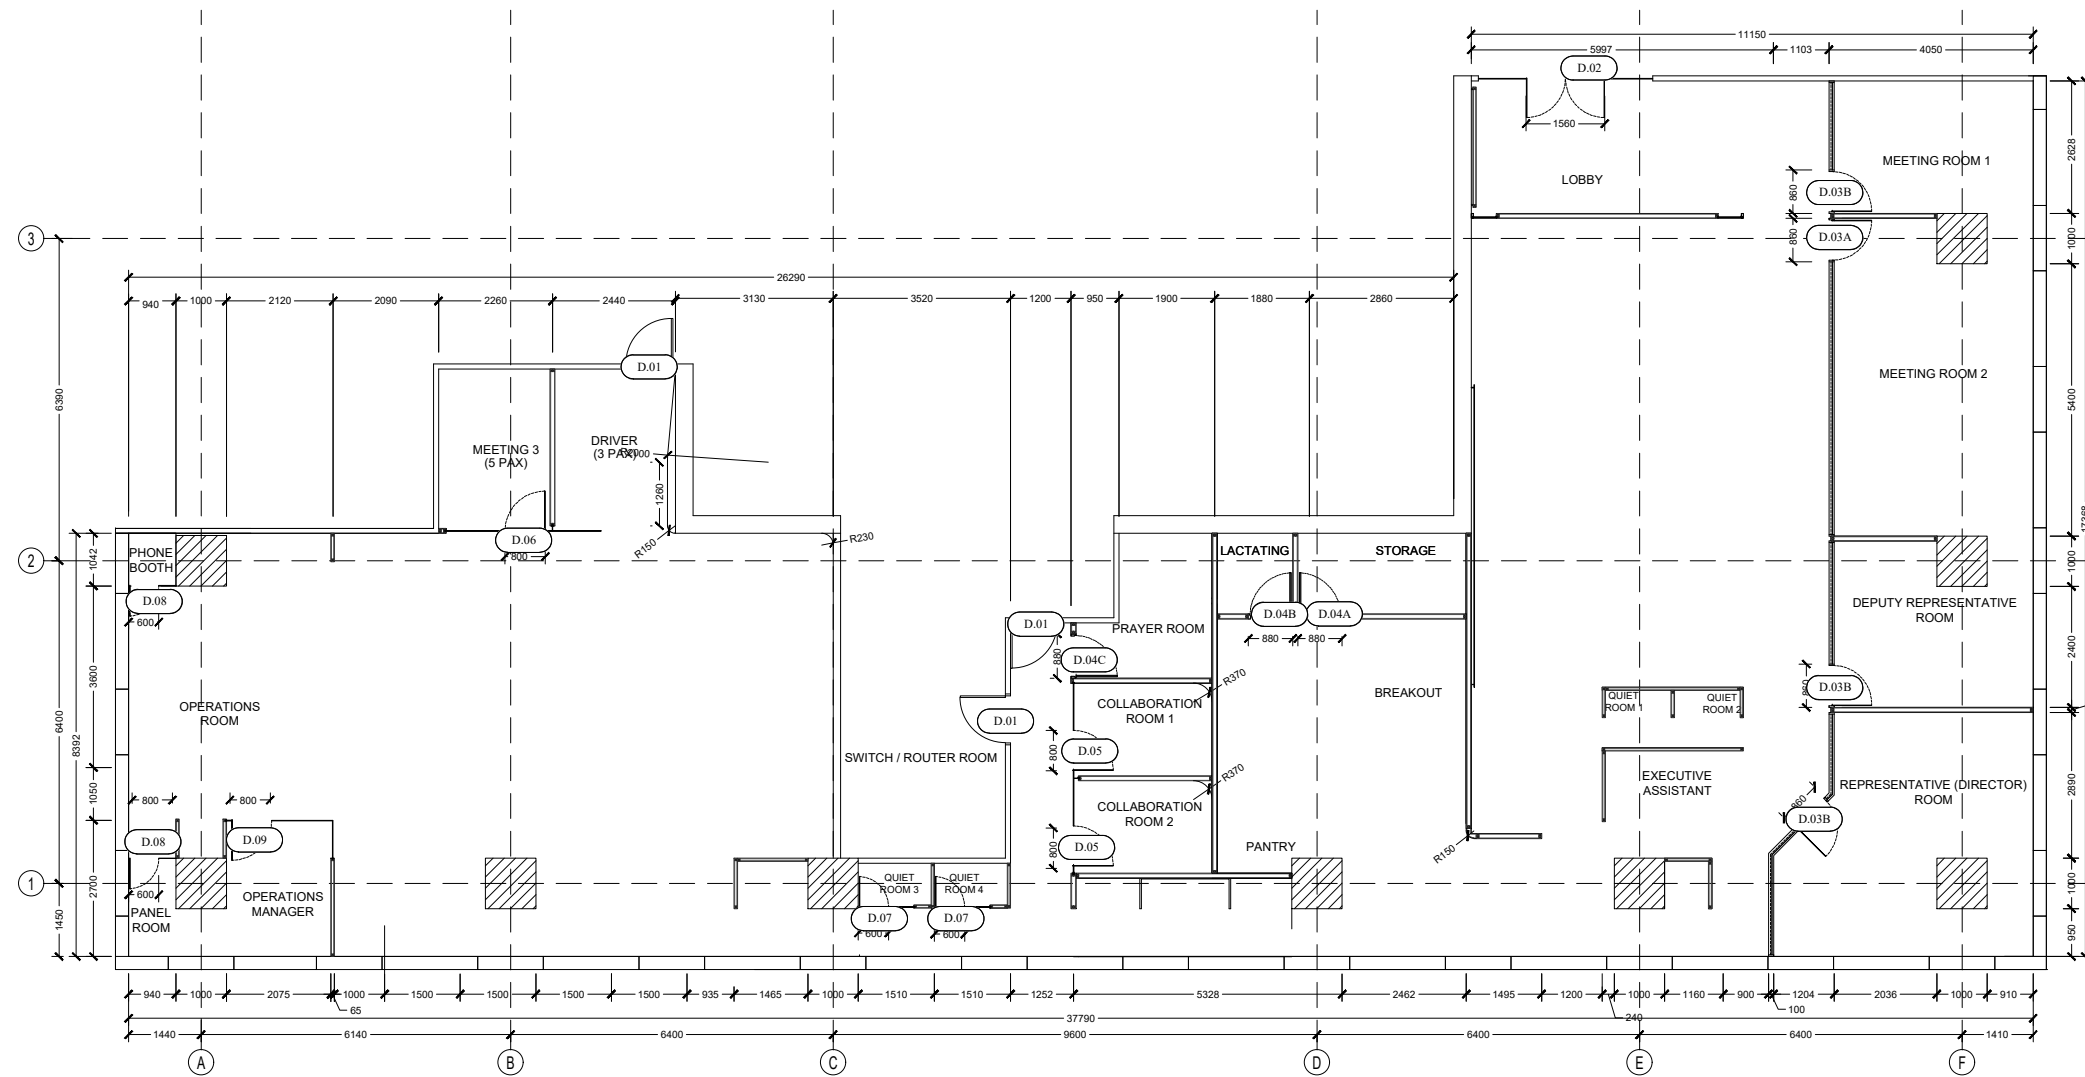 11150
5997
1103
4050
D.02
1560
LOBBY
MEETING ROOM 1
2628
860
D.03B
3
860
D.03A
1000
26290
940
1000
2120
2090
2260
2440
3130
3520
1200
950
1900
1880
2860
D.01
MEETING ROOM 2
5400
6390
MEETING 3
(5 PAX)
DRIVER
(3 PAX)
R2000
1260
17368
D.06
800
R150
R230
2
PHONE
BOOTH
1042
LACTATING
STORAGE
1000
D.08
600
D.04B
D.04A
880
880
D.01
PRAYER ROOM
880
D.04C
DEPUTY REPRESENTATIVE
ROOM
2400
3600
6400
8392
OPERATIONS
ROOM
R370
COLLABORATION
ROOM 1
BREAKOUT
QUIET
ROOM 1
QUIET
ROOM 2
860
D.03B
D.01
D.05
800
SWITCH / ROUTER ROOM
R370
EXECUTIVE
ASSISTANT
REPRESENTATIVE (DIRECTOR)
ROOM
2890
1050
800
800
COLLABORATION
ROOM 2
860
D.03B
D.08
D.09
D.05
800
PANTRY
R150
1
600
2700
1450
OPERATIONS
MANAGER
PANEL
ROOM
QUIET
ROOM 3
QUIET
ROOM 4
D.07
D.07
600
600
1000
950
940
1000
2075
65
1000
1500
1500
1500
1500
935
1465
1000
1510
1510
1252
5328
2462
1495
1200
240
1000
1160
900
100
1204
2036
1000
910
37790
1440
6140
6400
9600
6400
6400
1410
A
B
C
D
E
F